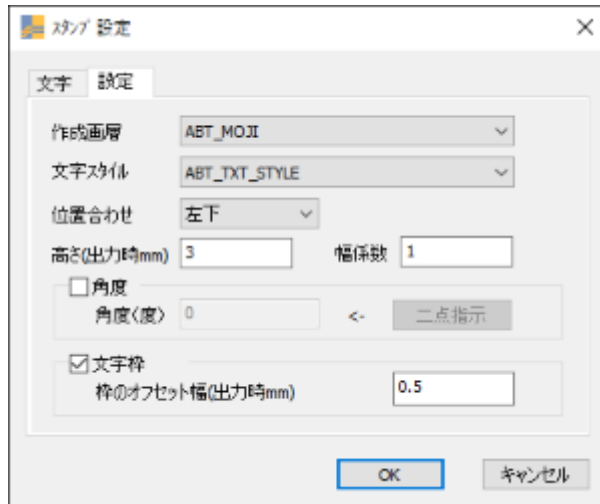 スタンプ 設定
文字 設定
作成画層 ABT_MOJI
文字スタイル ABT_TXT_STYLE
位置合わせ 左下
高さ(出力時mm) 3 幅係数 1
角度
角度(度) 0 <- 二点指示
文字枠
枠のオフセット幅(出力時mm) 0.5
OK キャンセル